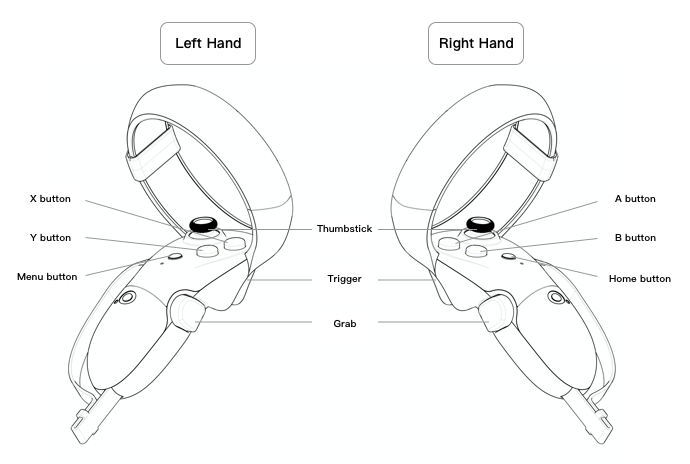 Left Hand
Right Hand
X button
A button
Thumbstick
Y button
B button
Menu button
Trigger
Home button
Grab